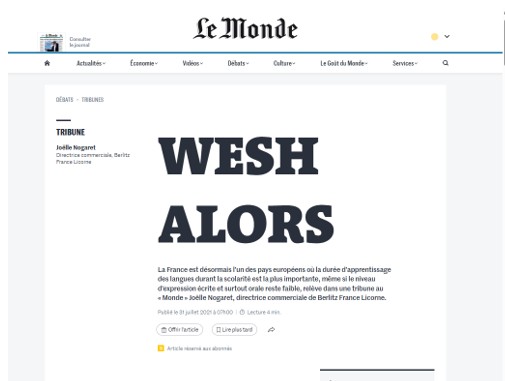 Le Monde
Consulter
le journal
Actualités
Économie
Vidéos
Débats
Culture
Le Goût du Monde
Services
DÉBATS · TRIBUNES
TRIBUNE
Joëlle Nogaret
Directrice commerciale, Berlitz
France Licorne
WESH
ALORS
La France est désormais l'un des pays européens où la durée d'apprentissage
des langues durant la scolarité est la plus importante, même si le niveau
d'expression écrite et surtout orale reste faible, relève dans une tribune au
« Monde » Joëlle Nogaret, directrice commerciale de Berlitz France Licorne.
Publié le 31 juillet 2021 à 07h00 | Lecture 4 min.
Offrir l'article
Lire plus tard
Article réservé aux abonnés